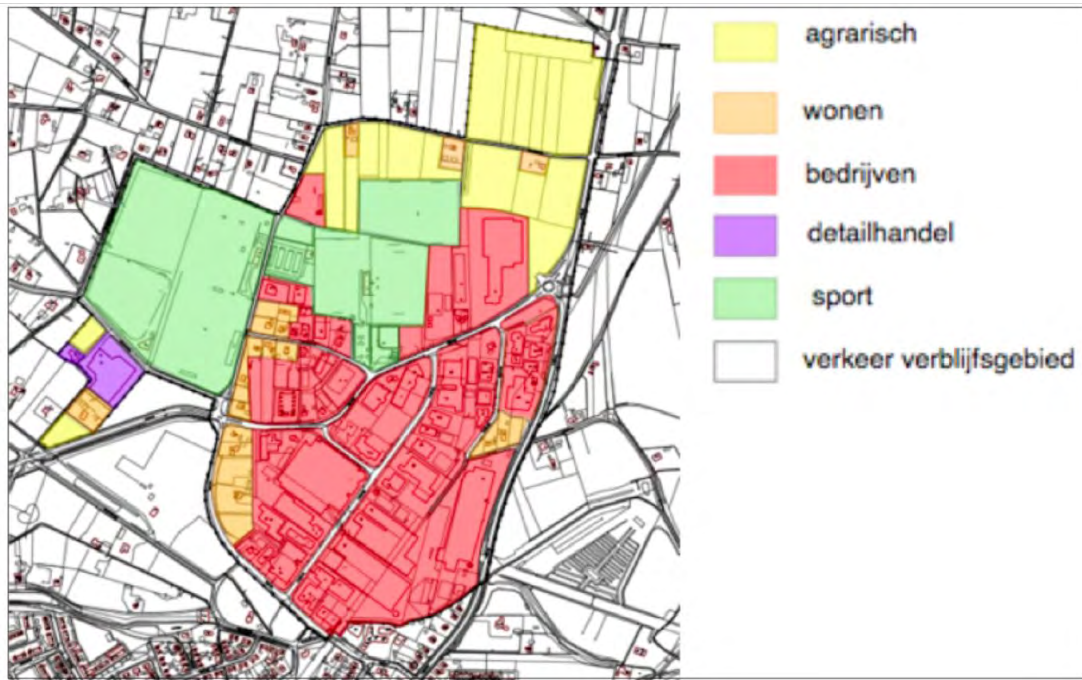 agrarisch
wonen
bedrijven
detailhandel
sport
verkeer verblijfsgebied